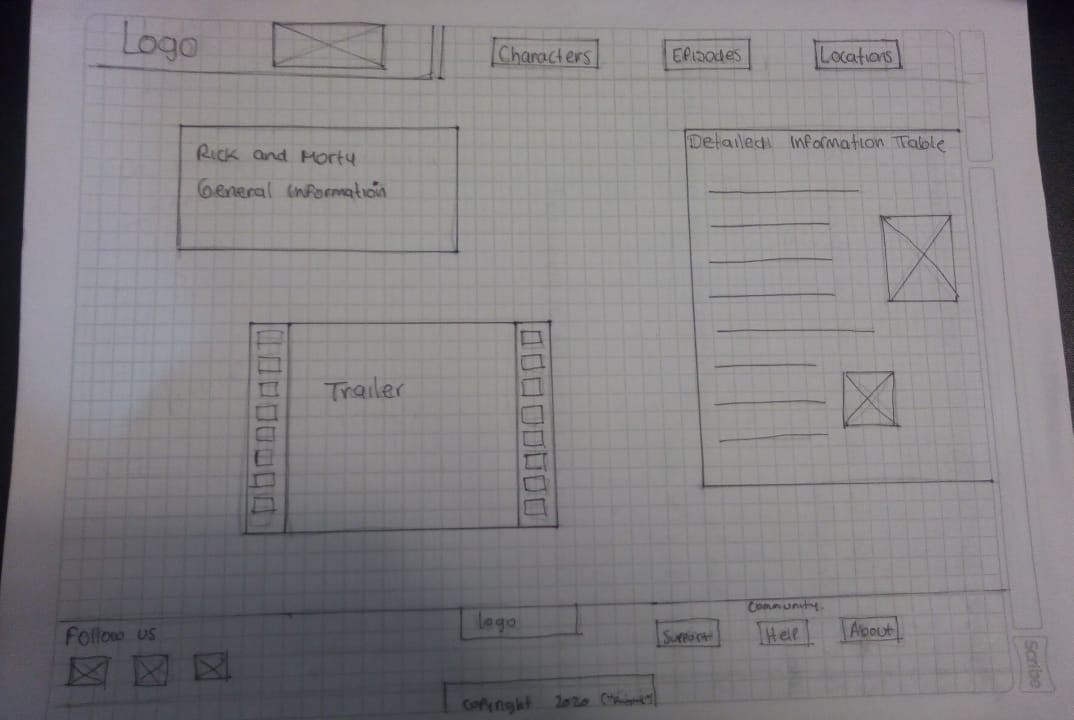 Logo
Characters
Episodes
Locations
Rick and Morty
General information
Detailed information Table
Trailer
Follow us
logo
Community.
Support
Help
About
Copyright 2020
Scribe